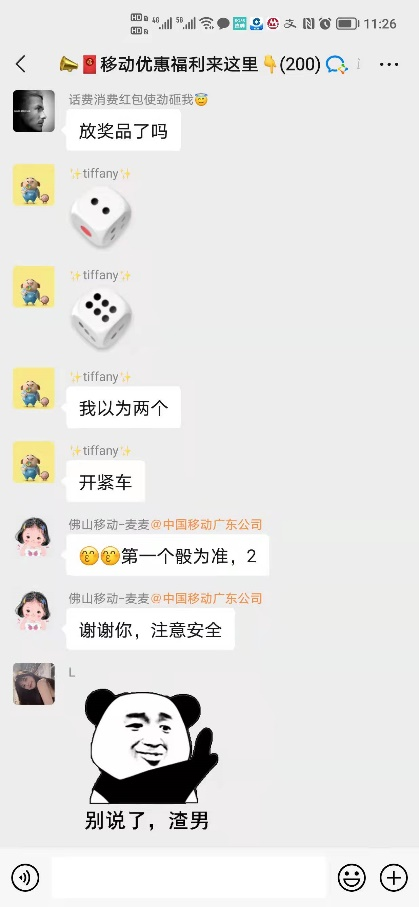 11:26
移动优惠福利来这里(200)
话费消费红包使劲砸我
放奖品了吗
tiffany
tiffany
tiffany
我以为两个
tiffany
开紧车
佛山移动-麦麦@中国移动广东公司
第一个骰为准，2
佛山移动-麦麦@中国移动广东公司
谢谢你，注意安全
L
别说了，渣男